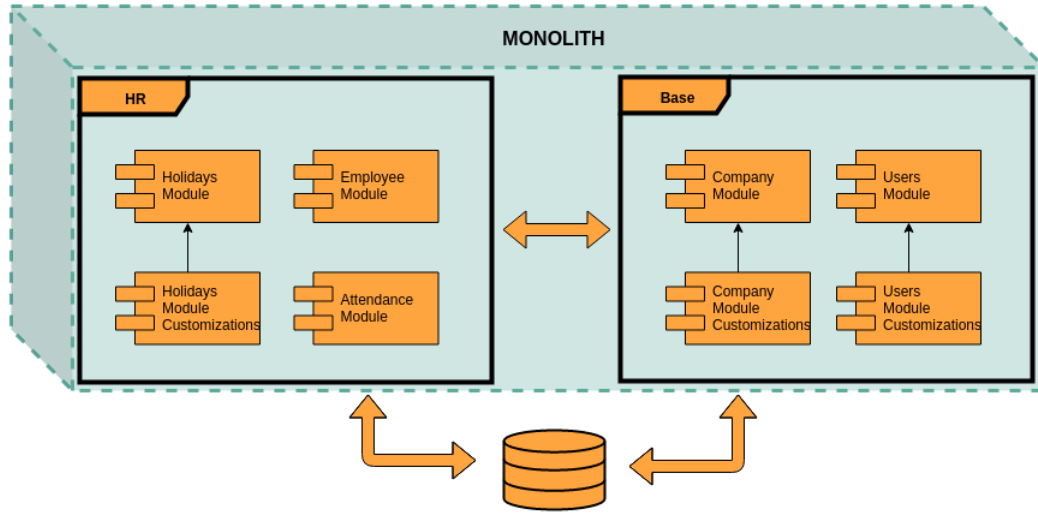 MONOLITH
HR
Holidays
Module
Employee
Module
Holidays
Module
Customizations
Attendance
Module
Base
Company
Module
Users
Module
Company
Module
Customizations
Users
Module
Customizations